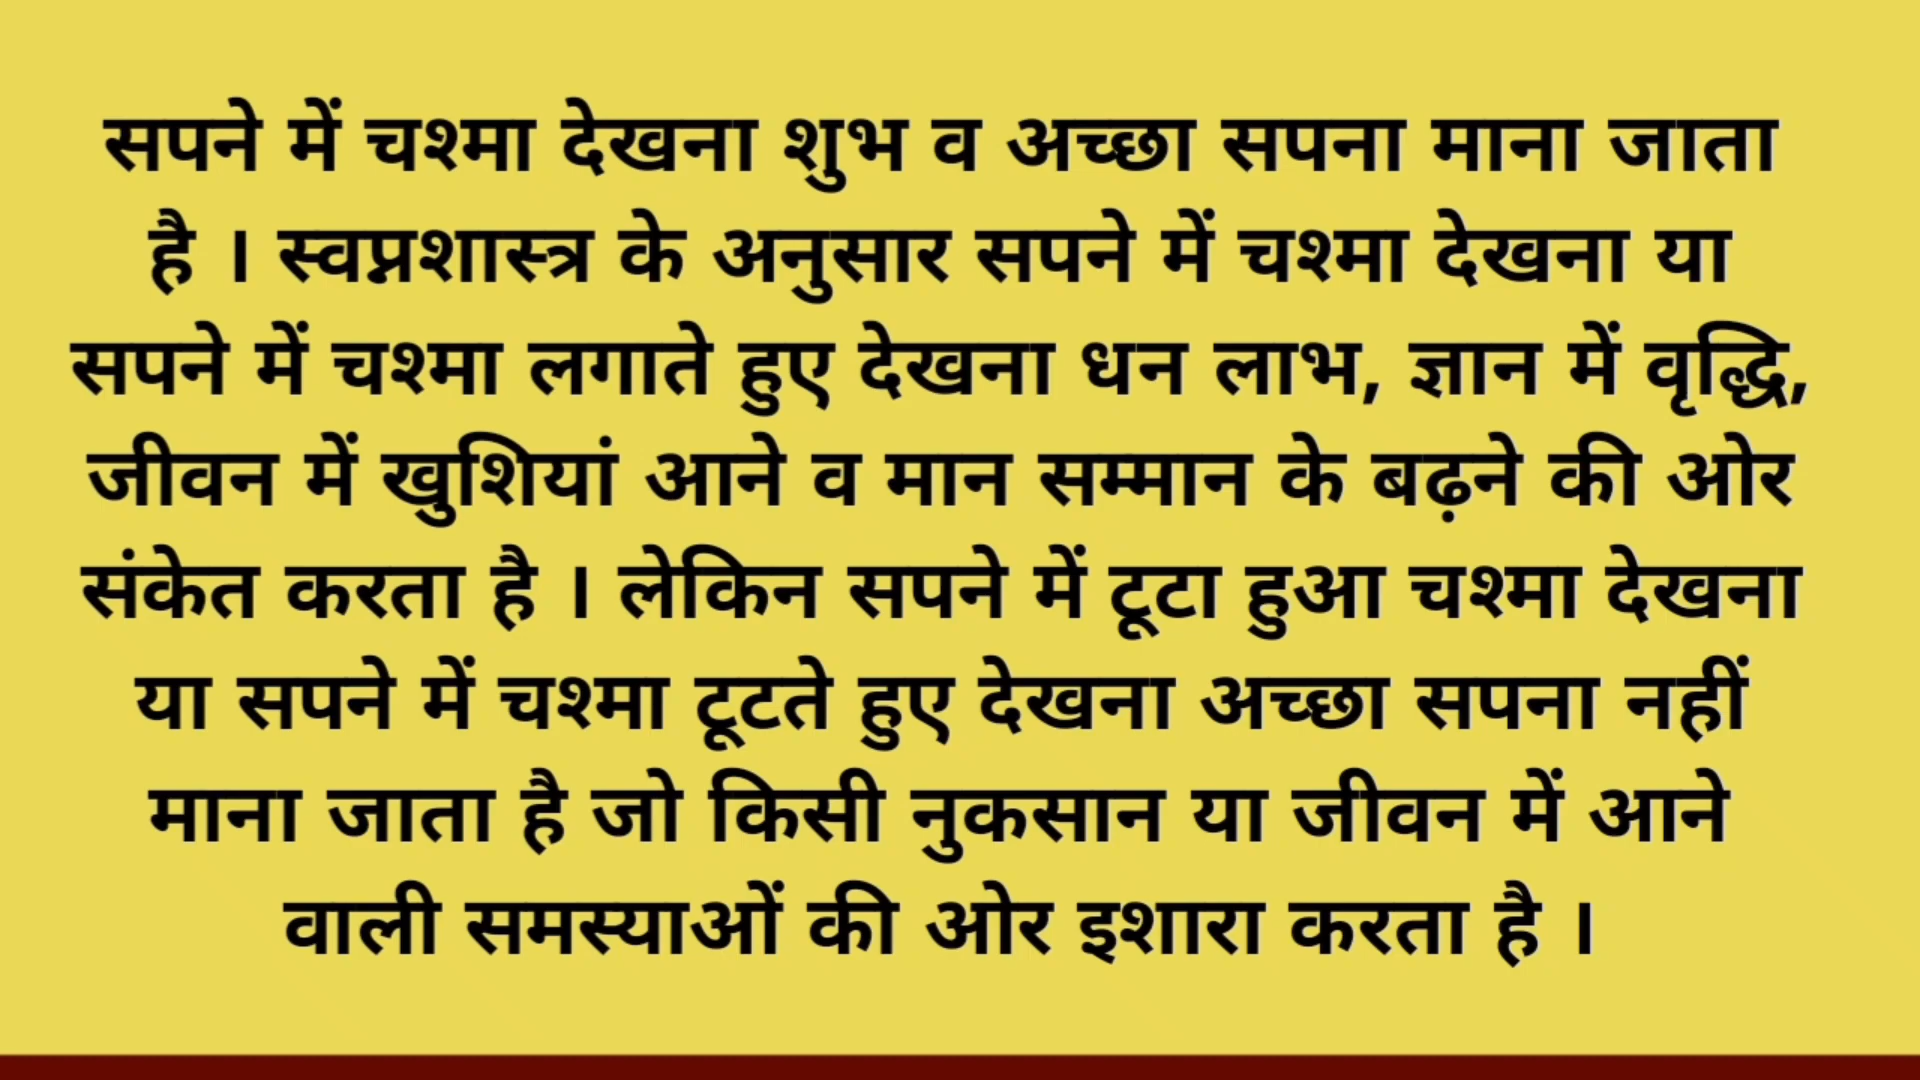 सपने में चश्मा देखना शुभ व अच्छा सपना माना जाता
है । स्वप्नशास्त्र के अनुसार सपने में चश्मा देखना या
सपने में चश्मा लगाते हुए देखना धन लाभ, ज्ञान में वृद्धि,
जीवन में खुशियां आने व मान सम्मान के बढ़ने की ओर
संकेत करता है । लेकिन सपने में टूटा हुआ चश्मा देखना
या सपने में चश्मा टूटते हुए देखना अच्छा सपना नहीं
माना जाता है जो किसी नुकसान या जीवन में आने
वाली समस्याओं की ओर इशारा करता है ।